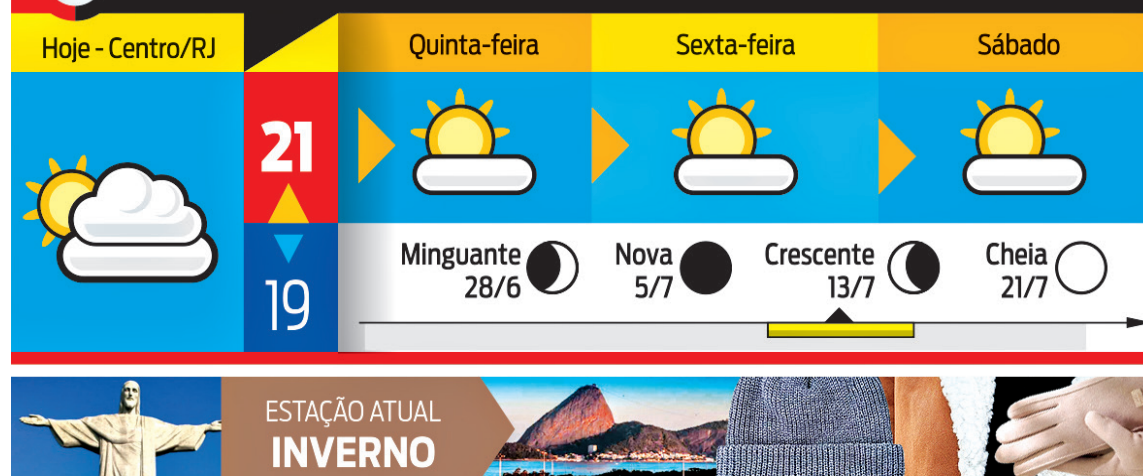 Hoje - Centro/RJ
Quinta-feira
Sexta-feira
Sábado
21
19
Minguante
28/6
Nova
5/7
Crescente
13/7
Cheia
21/7
ESTAÇÃO ATUAL
INVERNO